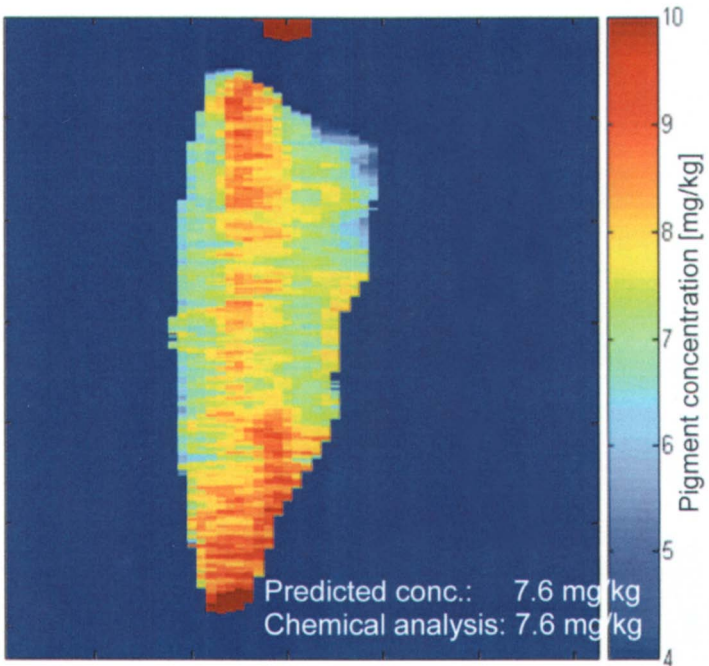 10
9
8
7
6
5
4
Pigment concentration [mg/kg]
Predicted conc.: 7.6 mg/kg
Chemical analysis: 7.6 mg/kg